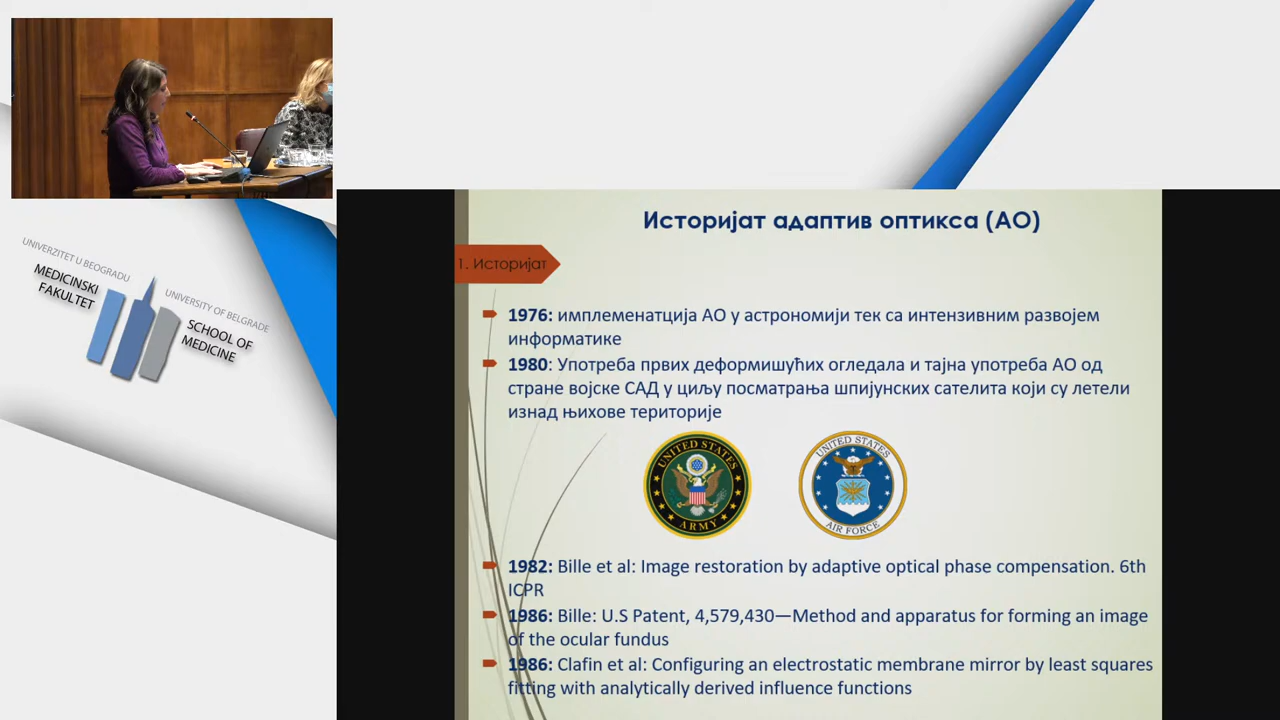 UNIVERZITET U BEOGRADU
MEDICINSKI
FAKULTET
UNIVERSITY OF BELGRADE
SCHOOL OF
MEDICINE
Историјат адаптив оптикса (АО)
1. Историјат
1976: имплеменатција АО у астрономији тек са интензивним развојем
информатике
1980: Употреба првих деформишућих огледала и тајна употреба АО од
стране војске САД у циљу посматрања шпијунских сателита који су летели
изнад њихове територије
UNITED STATES
ARMY
UNITED STATES
AIR FORCE
1982: Bille et al: Image restoration by adaptive optical phase compensation. 6th
ICPR
1986: Bille: U.S Patent, 4,579,430—Method and apparatus for forming an image
of the ocular fundus
1986: Clafin et al: Configuring an electrostatic membrane mirror by least squares
fitting with analytically derived influence functions